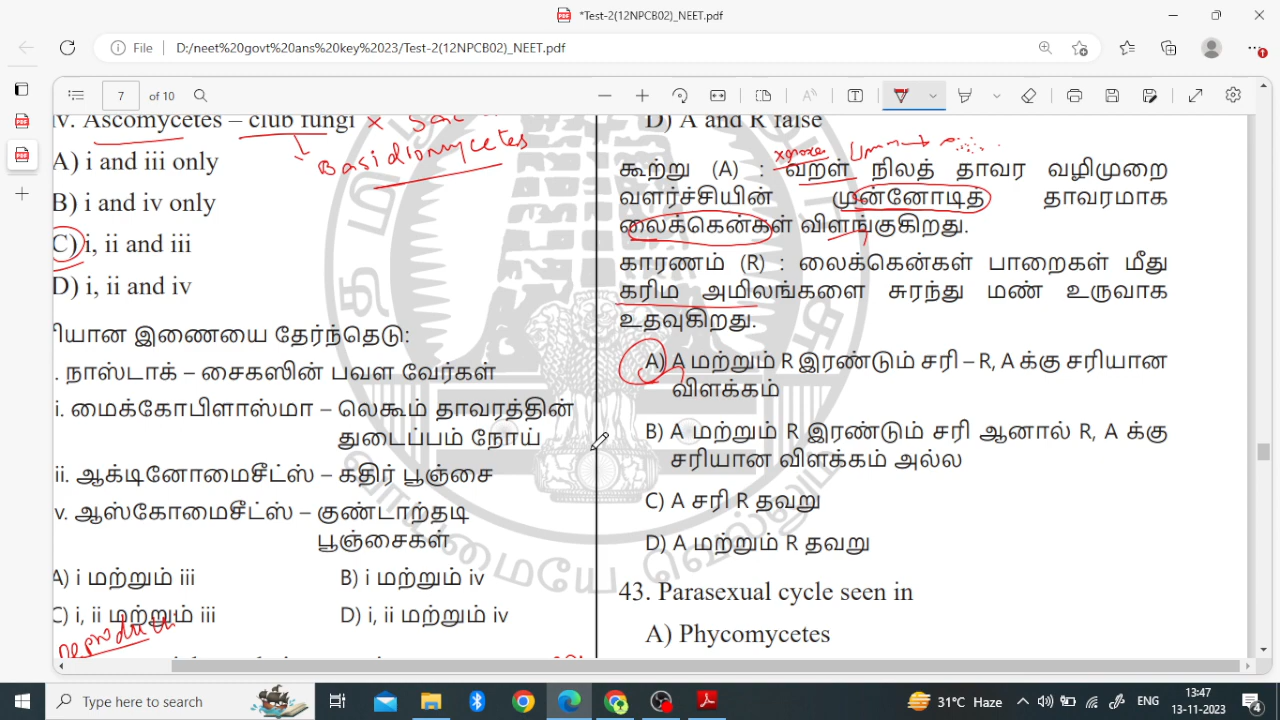 *Test-2(12NPCB02)_NEET.pdf
File D:/neet%20govt%20ans%20key%202023/Test-2(12NPCB02)_NEET.pdf
7 of 10
iv. Ascomycetes – club fungi × Sac
Basidiomycetes
A) i and iii only
B) i and iv only
C) i, ii and iii
D) i, ii and iv
ரியான இணையை தேர்ந்தெடு:
. நாஸ்டாக் – சைகஸின் பவள வேர்கள்
i. மைக்கோபிளாஸ்மா – லெகூம் தாவரத்தின்
துடைப்பம் நோய்
ii. ஆக்டினோமைசீட்ஸ் – கதிர் பூஞ்சை
v. ஆஸ்கோமைசீட்ஸ் – குண்டாற்தடி
பூஞ்சைகள்
A) i மற்றும் iii B) i மற்றும் iv
C) i, ii மற்றும் iii D) i, ii மற்றும் iv
D) A and R false
கூற்று (A) : வறள் நிலத் தாவர வழிமுறை
வளர்ச்சியின் முன்னோடித் தாவரமாக
லைக்கென்கள் விளங்குகிறது.
காரணம் (R) : லைக்கென்கள் பாறைகள் மீது
கரிம அமிலங்களை சுரந்து மண் உருவாக
உதவுகிறது.
A) A மற்றும் R இரண்டும் சரி – R, A க்கு சரியான
விளக்கம்
B) A மற்றும் R இரண்டும் சரி ஆனால் R, A க்கு
சரியான விளக்கம் அல்ல
C) A சரி R தவறு
D) A மற்றும் R தவறு
43. Parasexual cycle seen in
A) Phycomycetes
வாய்மையே வெல்லும்
Type here to search
31°C Haze ENG 13:47
13-11-2023 4